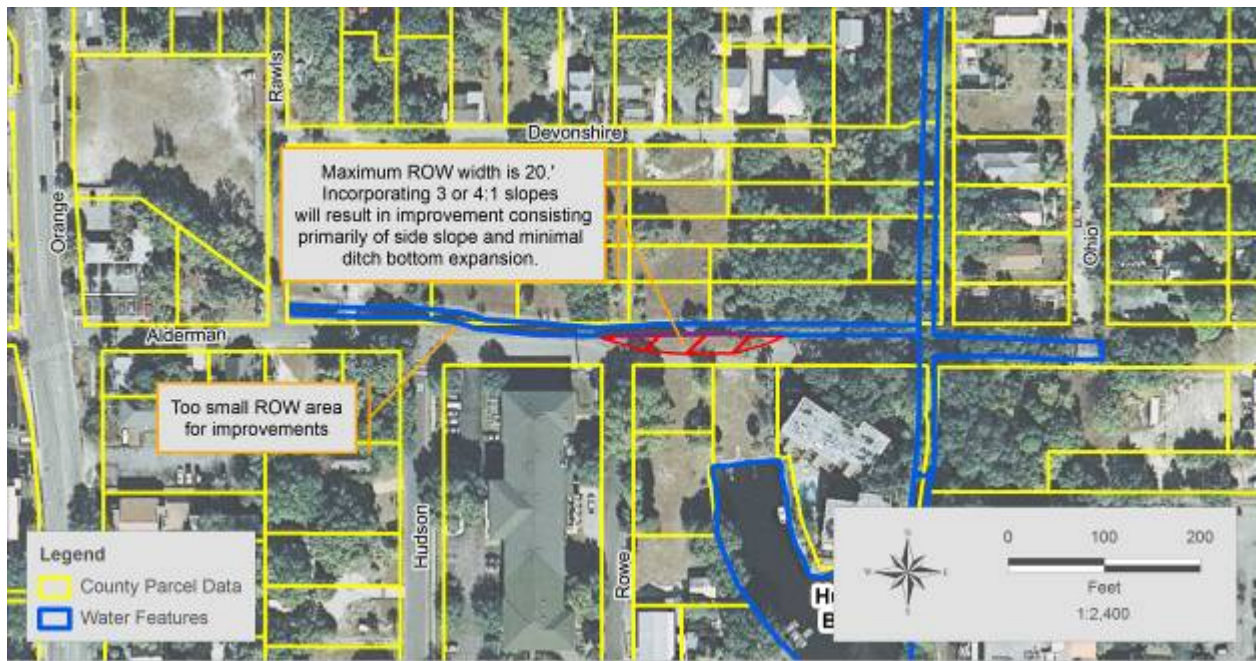 Rawls
Devonshire
Orange
Maximum ROW width is 20.'
Incorporating 3 or 4:1 slopes
will result in improvement consisting
primarily of side slope and minimal
ditch bottom expansion.
Ohio
Alderman
Too small ROW area
for improvements
Hudson
Rowe
Legend
County Parcel Data
Water Features
Hu
B
N
W
E
S
0 100 200
Feet
1:2,400